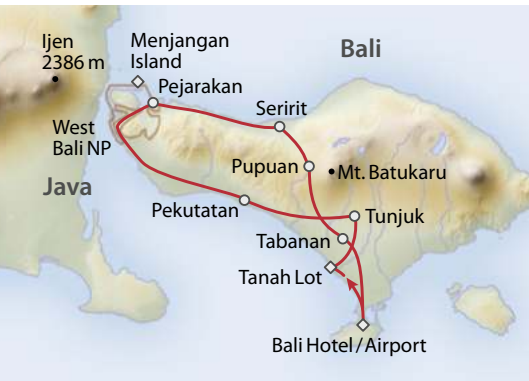 Ijen
2386 m
Menjangan
Island
Bali
Pejarakan
Seririt
West
Bali NP
Pupuan
Mt. Batukaru
Java
Pekutatan
Tunjuk
Tabanan
Tanah Lot
Bali Hotel / Airport